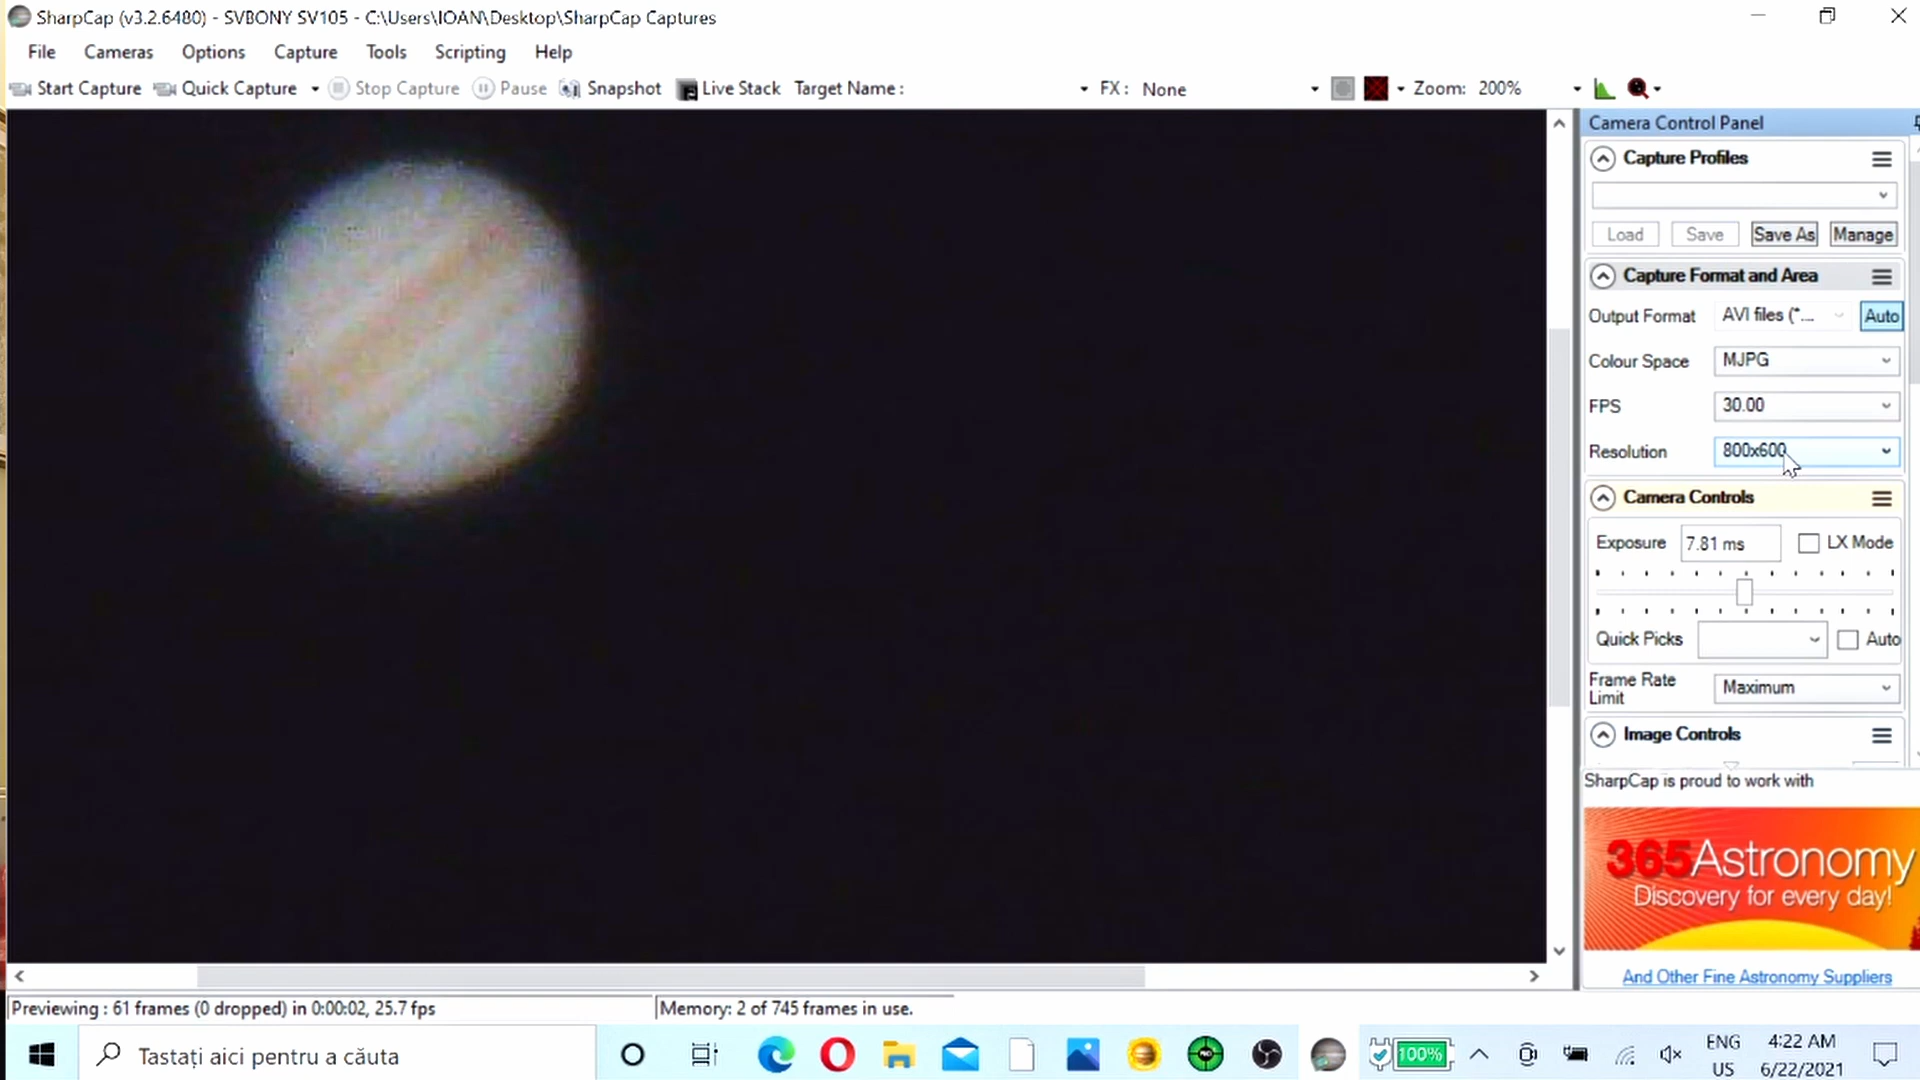 SharpCap (v3.2.6480) - SVBONY SV105 - C:\Users\IOAN\Desktop\SharpCap Captures
File Cameras Options Capture Tools Scripting Help
Start Capture Quick Capture Stop Capture Pause Snapshot Live Stack Target Name : FX : None Zoom: 200%
Camera Control Panel
Capture Profiles
Load Save Save As Manage
Capture Format and Area
Output Format AVI files (*... Auto
Colour Space MJPG
FPS 30.00
Resolution 800x600
Camera Controls
Exposure 7.81 ms LX Mode
Quick Picks Auto
Frame Rate
Limit
Maximum
Image Controls
SharpCap is proud to work with
365Astronomy
Discovery for every day!
And Other Fine Astronomy Suppliers
Previewing : 61 frames (0 dropped) in 0:00:02, 25.7 fps Memory: 2 of 745 frames in use.
Tastați aici pentru a căuta
100%
ENG
US
4:22 AM
6/22/2021